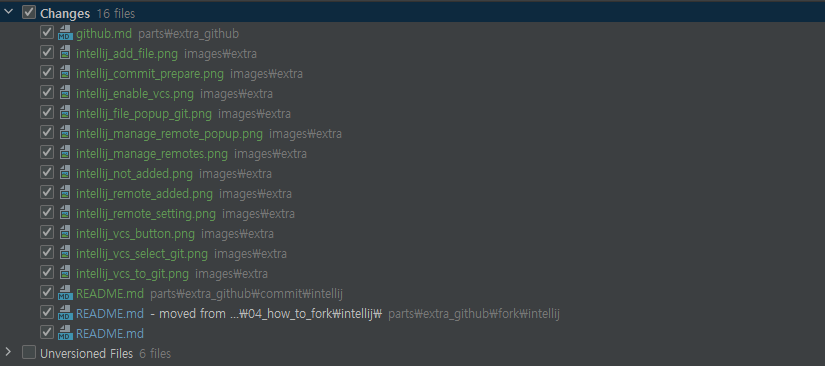 Changes 16 files
github.md parts₩extra_github
intellij_add_file.png images₩extra
intellij_commit_prepare.png images₩extra
intellij_enable_vcs.png images₩extra
intellij_file_popup_git.png images₩extra
intellij_manage_remote_popup.png images₩extra
intellij_manage_remotes.png images₩extra
intellij_not_added.png images₩extra
intellij_remote_added.png images₩extra
intellij_remote_setting.png images₩extra
intellij_vcs_button.png images₩extra
intellij_vcs_select_git.png images₩extra
intellij_vcs_to_git.png images₩extra
MD README.md parts₩extra_github₩commit₩intellij
MD README.md - moved from ...₩04_how_to_fork₩intellij₩ parts₩extra_github₩fork₩intellij
MD README.md
Unversioned Files 6 files